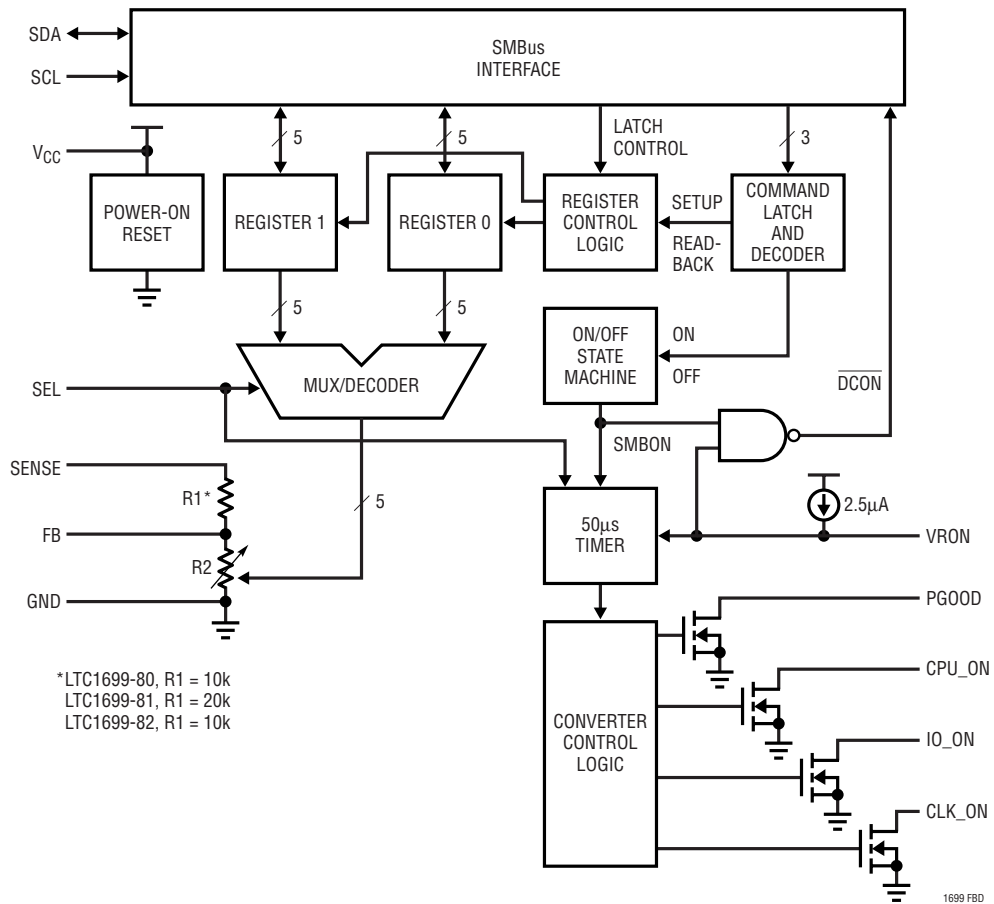 SDA
SCL
SMBus
INTERFACE
VCC
5
5
LATCH
CONTROL
3
POWER-ON
RESET
REGISTER 1
REGISTER 0
REGISTER
CONTROL
LOGIC
SETUP
READ-
BACK
COMMAND
LATCH
AND
DECODER
5
5
ON/OFF
STATE
MACHINE
ON
OFF
SEL
MUX/DECODER
DCON
SMBON
SENSE
R1*
5
2.5µA
FB
50µs
TIMER
VRON
R2
GND
PGOOD
*LTC1699-80, R1 = 10k
LTC1699-81, R1 = 20k
LTC1699-82, R1 = 10k
CPU_ON
CONVERTER
CONTROL
LOGIC
IO_ON
CLK_ON
1699 FBD